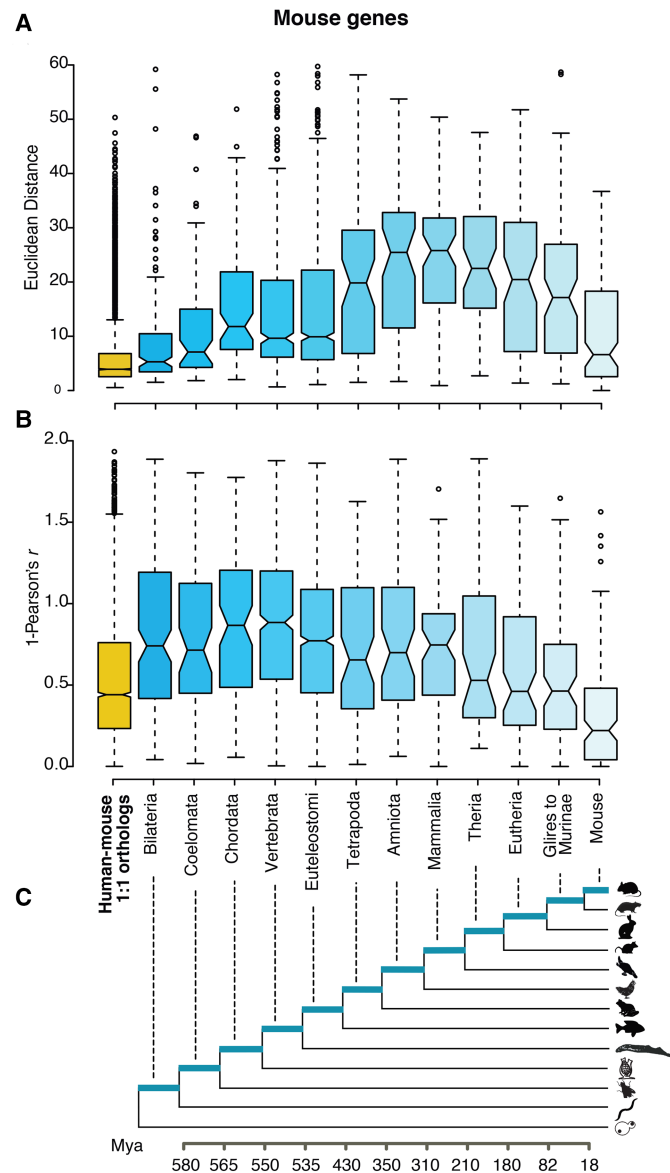 Mouse genes
A
Euclidean Distance
60
50
40
30
20
10
0
B
1-Pearson's r
2.0
1.5
1.0
0.5
0.0
Human-mouse
1:1 orthologs
Bilateria
Coelomata
Chordata
Vertebrata
Euteleostomi
Tetrapoda
Amniota
Mammalia
Theria
Eutheria
Glires to
Murinae
Mouse
C
Mya
580 565 550 535 430 350 310 210 180 82 18